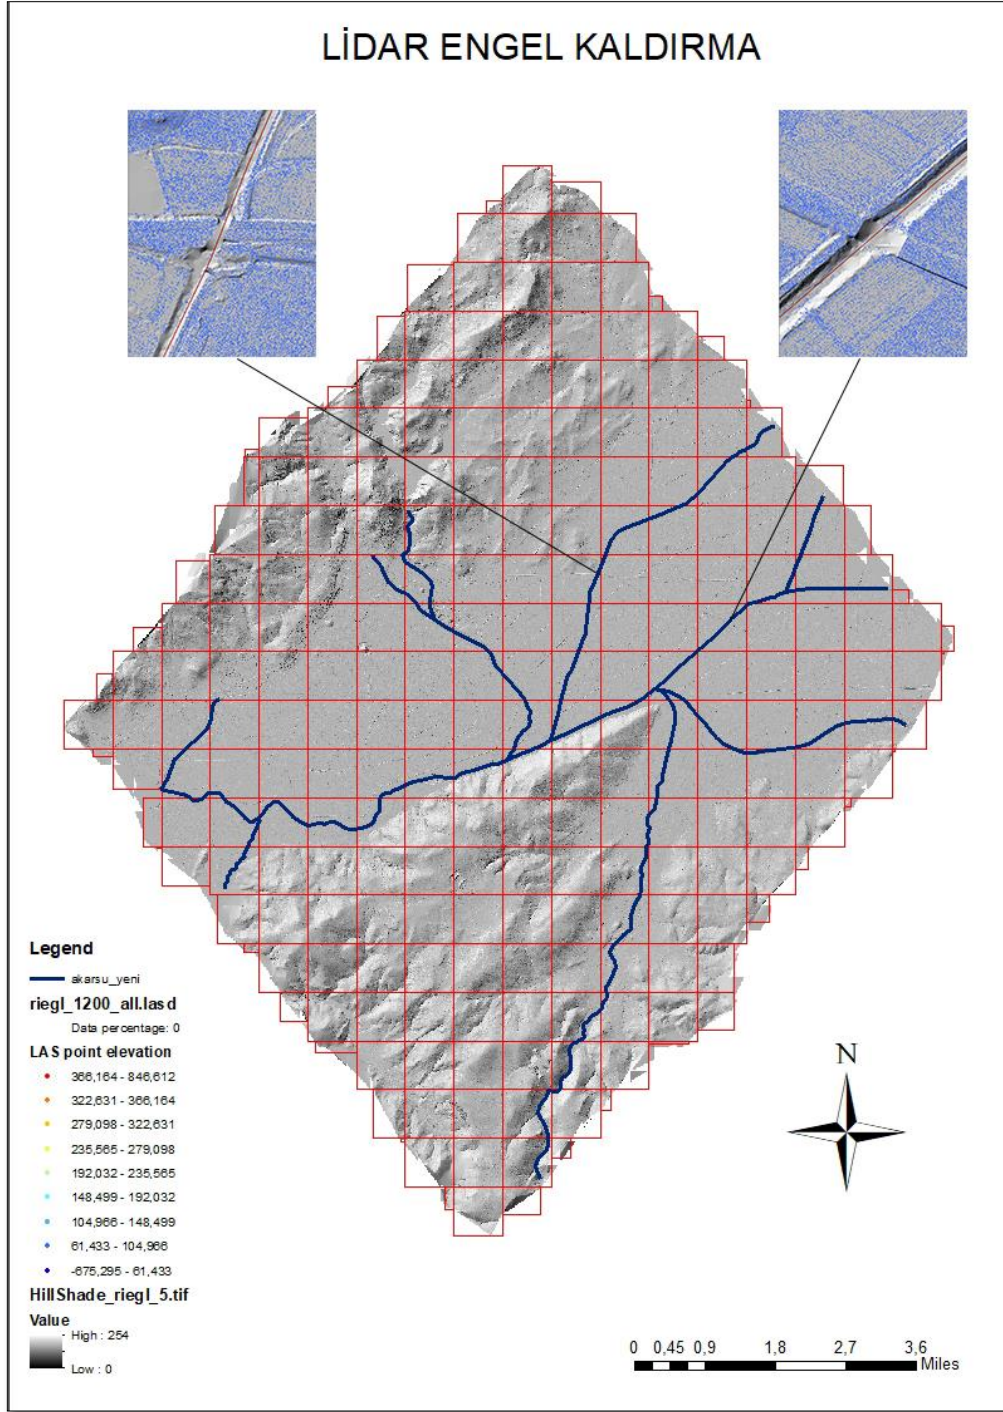 LİDAR ENGEL KALDIRMA
Legend
akarsu_yeni
riegl_1200_all.lasd
Data percentage: 0
LAS point elevation
366,164 - 846,612
322,631 - 366,164
279,098 - 322,631
235,565 - 279,098
192,032 - 235,565
148,499 - 192,032
104,966 - 148,499
61,433 - 104,966
-675,295 - 61,433
HillShade_riegl_5.tif
Value
High : 254
Low : 0
N
0 0,45 0,9 1,8 2,7 3,6
Miles